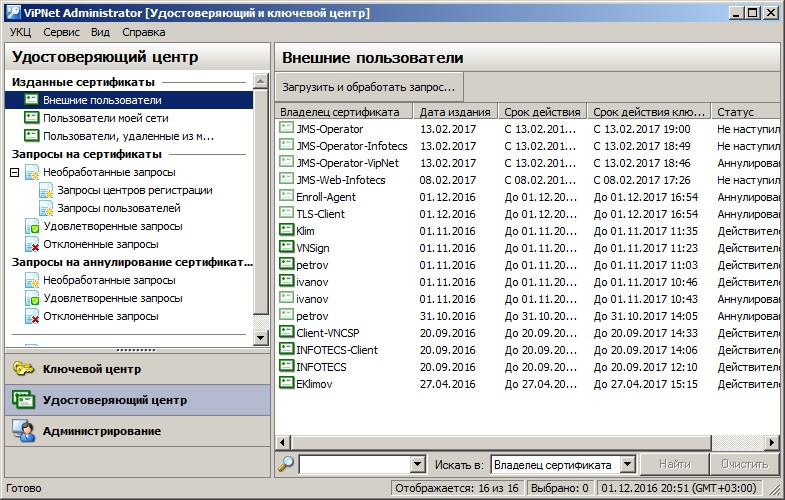 ViPNet Administrator [Удостоверяющий и ключевой центр]
УКЦ Сервис Вид Справка
Удостоверяющий центр
Изданные сертификаты
Внешние пользователи
Пользователи моей сети
Пользователи, удаленные из м...
Запросы на сертификаты
Необработанные запросы
Запросы центров регистрации
Запросы пользователей
Удовлетворенные запросы
Отклоненные запросы
Запросы на аннулирование сертификат...
Необработанные запросы
Удовлетворенные запросы
Отклоненные запросы
Ключевой центр
Удостоверяющий центр
Администрирование
Внешние пользователи
Загрузить и обработать запрос...
Владелец сертификата Дата издания Срок действия Срок действия клю... Статус
JMS-Operator 13.02.2017 С 13.02.201... С 13.02.2017 19:00 Не наступил
JMS-Operator-Infotecs 13.02.2017 С 13.02.201... С 13.02.2017 18:49 Не наступил
JMS-Operator-VipNet 13.02.2017 С 13.02.201... С 13.02.2017 18:46 Аннулирован
JMS-Web-Infotecs 08.02.2017 С 08.02.201... С 08.02.2017 17:26 Не наступил
Enroll-Agent 01.12.2016 До 01.12.20... До 01.12.2017 16:54 Аннулирован
TLS-Client 01.12.2016 До 01.12.20... До 01.12.2017 16:54 Аннулирован
Klim 01.11.2016 До 01.11.20... До 01.11.2017 11:35 Действителе
VNSign 01.11.2016 До 01.11.20... До 01.11.2017 11:23 Действителе
petrov 01.11.2016 До 01.11.20... До 01.11.2017 11:03 Действителе
ivanov 01.11.2016 До 01.11.20... До 01.11.2017 10:46 Действителе
ivanov 01.11.2016 До 01.11.20... До 01.11.2017 10:43 Аннулирован
petrov 31.10.2016 До 31.10.20... До 31.10.2017 14:05 Аннулирован
Client-VNCSP 20.09.2016 До 20.09.20... До 20.09.2017 14:33 Действителе
INFOTECS-Client 20.09.2016 До 20.09.20... До 20.09.2017 14:06 Действителе
INFOTECS 20.09.2016 До 20.09.20... До 20.09.2017 12:10 Действителе
EKlimov 27.04.2016 До 27.04.20... До 27.04.2017 15:15 Действителе
Искать в: Владелец сертификата Найти Очистить
Готово Отображается: 16 из 16 Выбрано: 0 01.12.2016 20:51 (GMT+03:00)